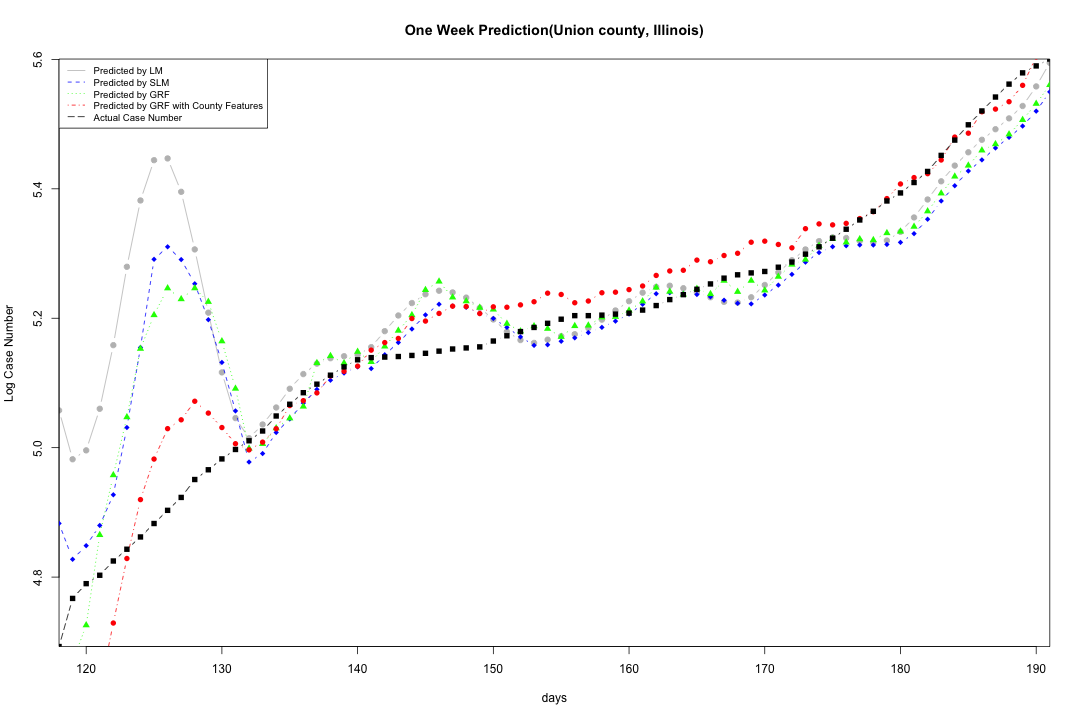 One Week Prediction(Union county, Illinois)
Predicted by LM
Predicted by SLM
Predicted by GRF
Predicted by GRF with County Features
Actual Case Number
5.6
5.4
5.2
5.0
4.8
Log Case Number
120 130 140 150 160 170 180 190
days